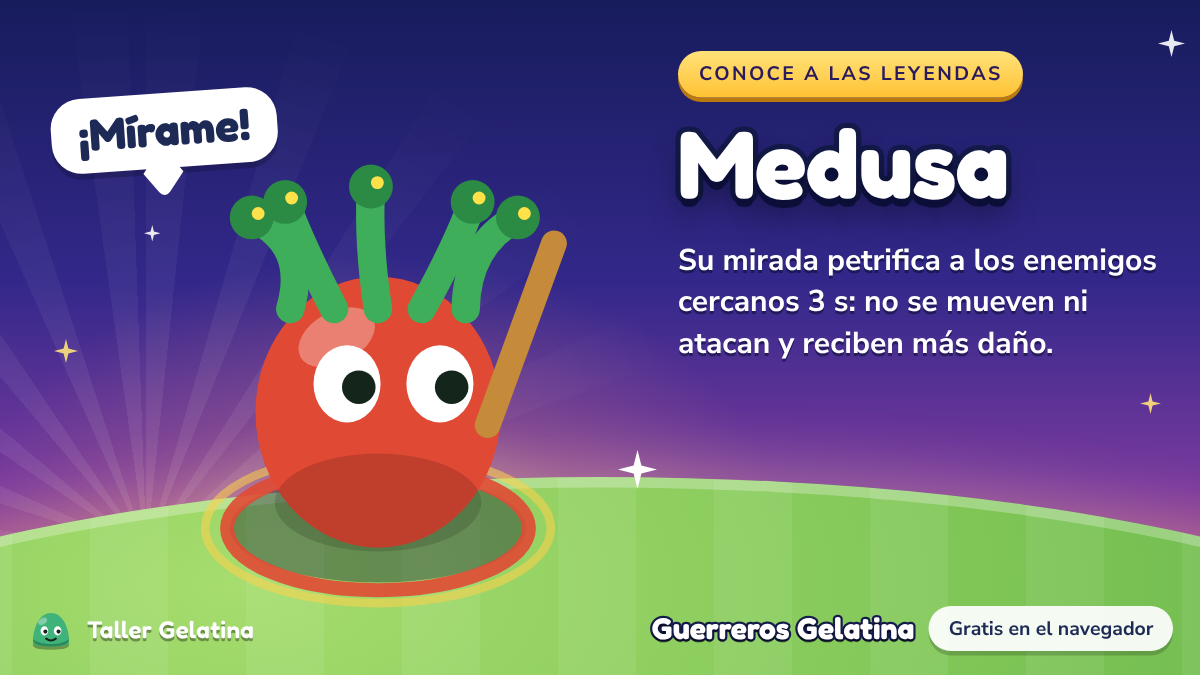 ¡Mírame!
CONOCE A LAS LEYENDAS
Medusa
Su mirada petrifica a los enemigos
cercanos 3 s: no se mueven ni
atacan y reciben más daño.
Taller Gelatina
Guerreros Gelatina
Gratis en el navegador